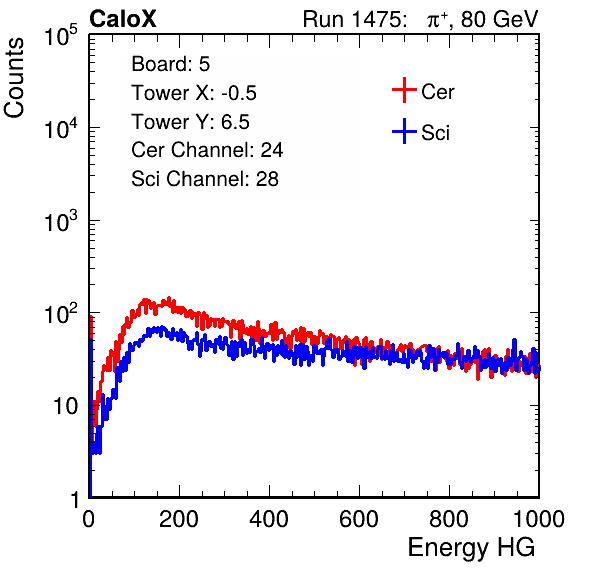 CaloX Run 1475: π⁺, 80 GeV
Board: 5
Tower X: -0.5
Tower Y: 6.5
Cer Channel: 24
Sci Channel: 28
Cer
Sci
Counts
10⁵
10⁴
10³
10²
10
1
0 200 400 600 800 1000
Energy HG